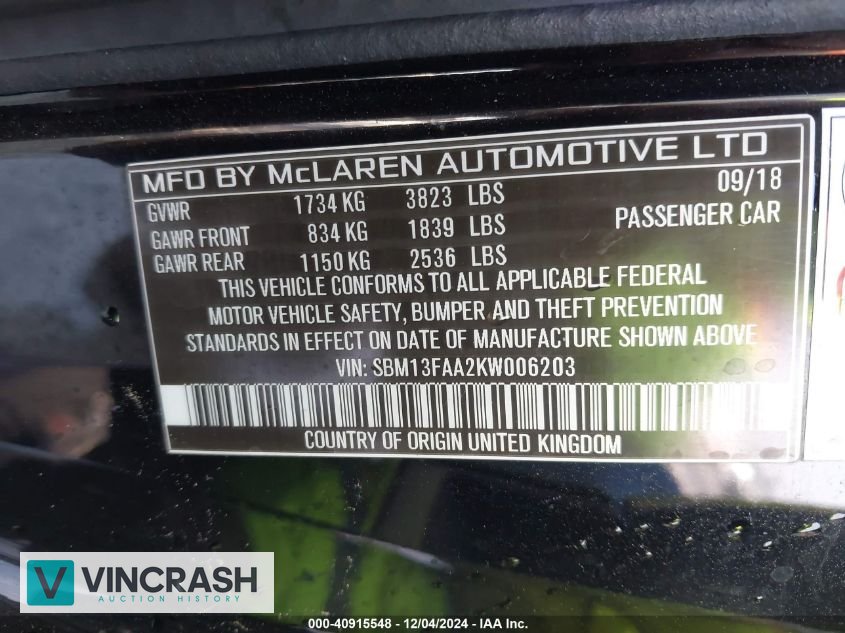 MFD BY McLAREN AUTOMOTIVE LTD
09/18
GVWR 1734 KG 3823 LBS
PASSENGER CAR
GAWR FRONT 834 KG 1839 LBS
GAWR REAR 1150 KG 2536 LBS
THIS VEHICLE CONFORMS TO ALL APPLICABLE FEDERAL
MOTOR VEHICLE SAFETY, BUMPER AND THEFT PREVENTION
STANDARDS IN EFFECT ON DATE OF MANUFACTURE SHOWN ABOVE
VIN: SBM13FAA2KW006203
COUNTRY OF ORIGIN UNITED KINGDOM
VINCRASH
AUCTION HISTORY
000-40915548 - 12/04/2024 - IAA Inc.